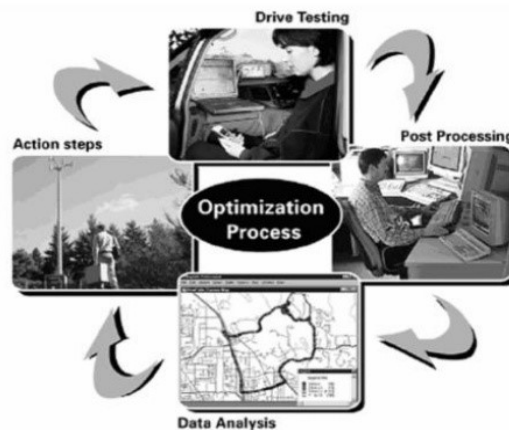 Drive Testing
Action steps
Post Processing
Optimization
Process
Data Analysis